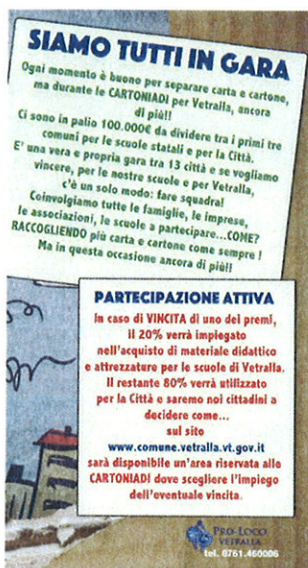 SIAMO TUTTI IN GARA
Ogni momento è buono per separare carta e cartone,
ma durante le CARTONIADI per Vetralla, ancora
di più!!
Ci sono in palio 100.000€ da dividere tra i primi tre
comuni per le scuole statali e per la Città.
E' una vera e propria gara tra 13 città e se vogliamo
vincere, per le nostre scuole e per Vetralla,
c'è un solo modo: fare squadra!
Coinvolgiamo tutte le famiglie, le imprese,
le associazioni, le scuole a partecipare...COME?
RACCOGLIENDO più carta e cartone come sempre !
Ma in questa occasione ancora di più!!
PARTECIPAZIONE ATTIVA
In caso di VINCITA di uno dei premi,
il 20% verrà impiegato
nell'acquisto di materiale didattico
e attrezzature per le scuole di Vetralla.
Il restante 80% verrà utilizzato
per la Città e saremo noi cittadini a
decidere come...
sul sito
www.comune.vetralla.vt.gov.it
sarà disponibile un'area riservata alle
CARTONIADI dove scegliere l'impiego
dell'eventuale vincita.
PRO-LOCO
VETRALLA
tel. 0761.460006